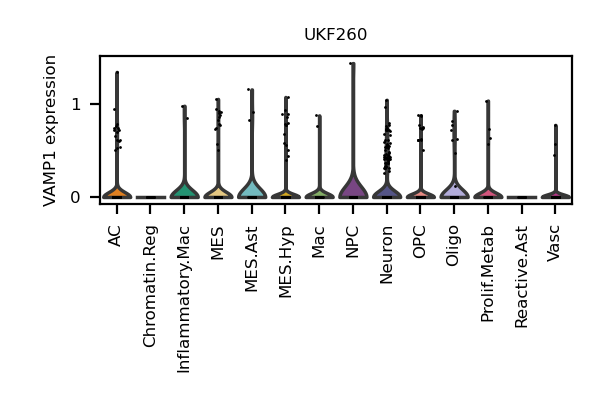 UKF260
VAMP1 expression
1
0
AC
Chromatin.Reg
Inflammatory.Mac
MES
MES.Ast
MES.Hyp
Mac
NPC
Neuron
OPC
Oligo
Prolif.Metab
Reactive.Ast
Vasc